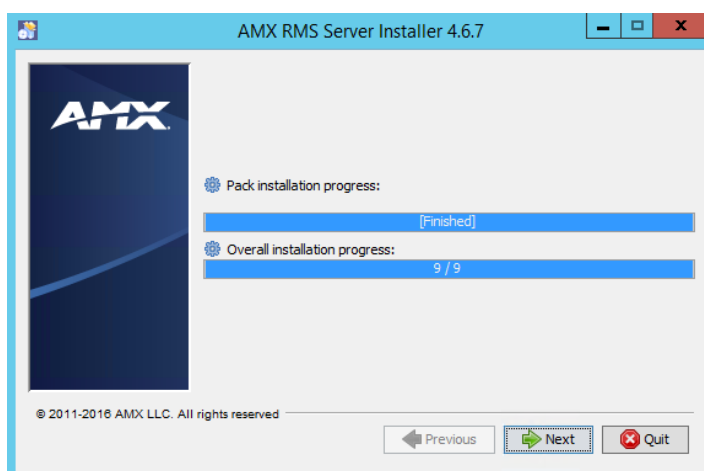 AMX RMS Server Installer 4.6.7
AMX
Pack installation progress:
[Finished]
Overall installation progress:
9 / 9
© 2011-2016 AMX LLC. All rights reserved
Previous
Next
Quit